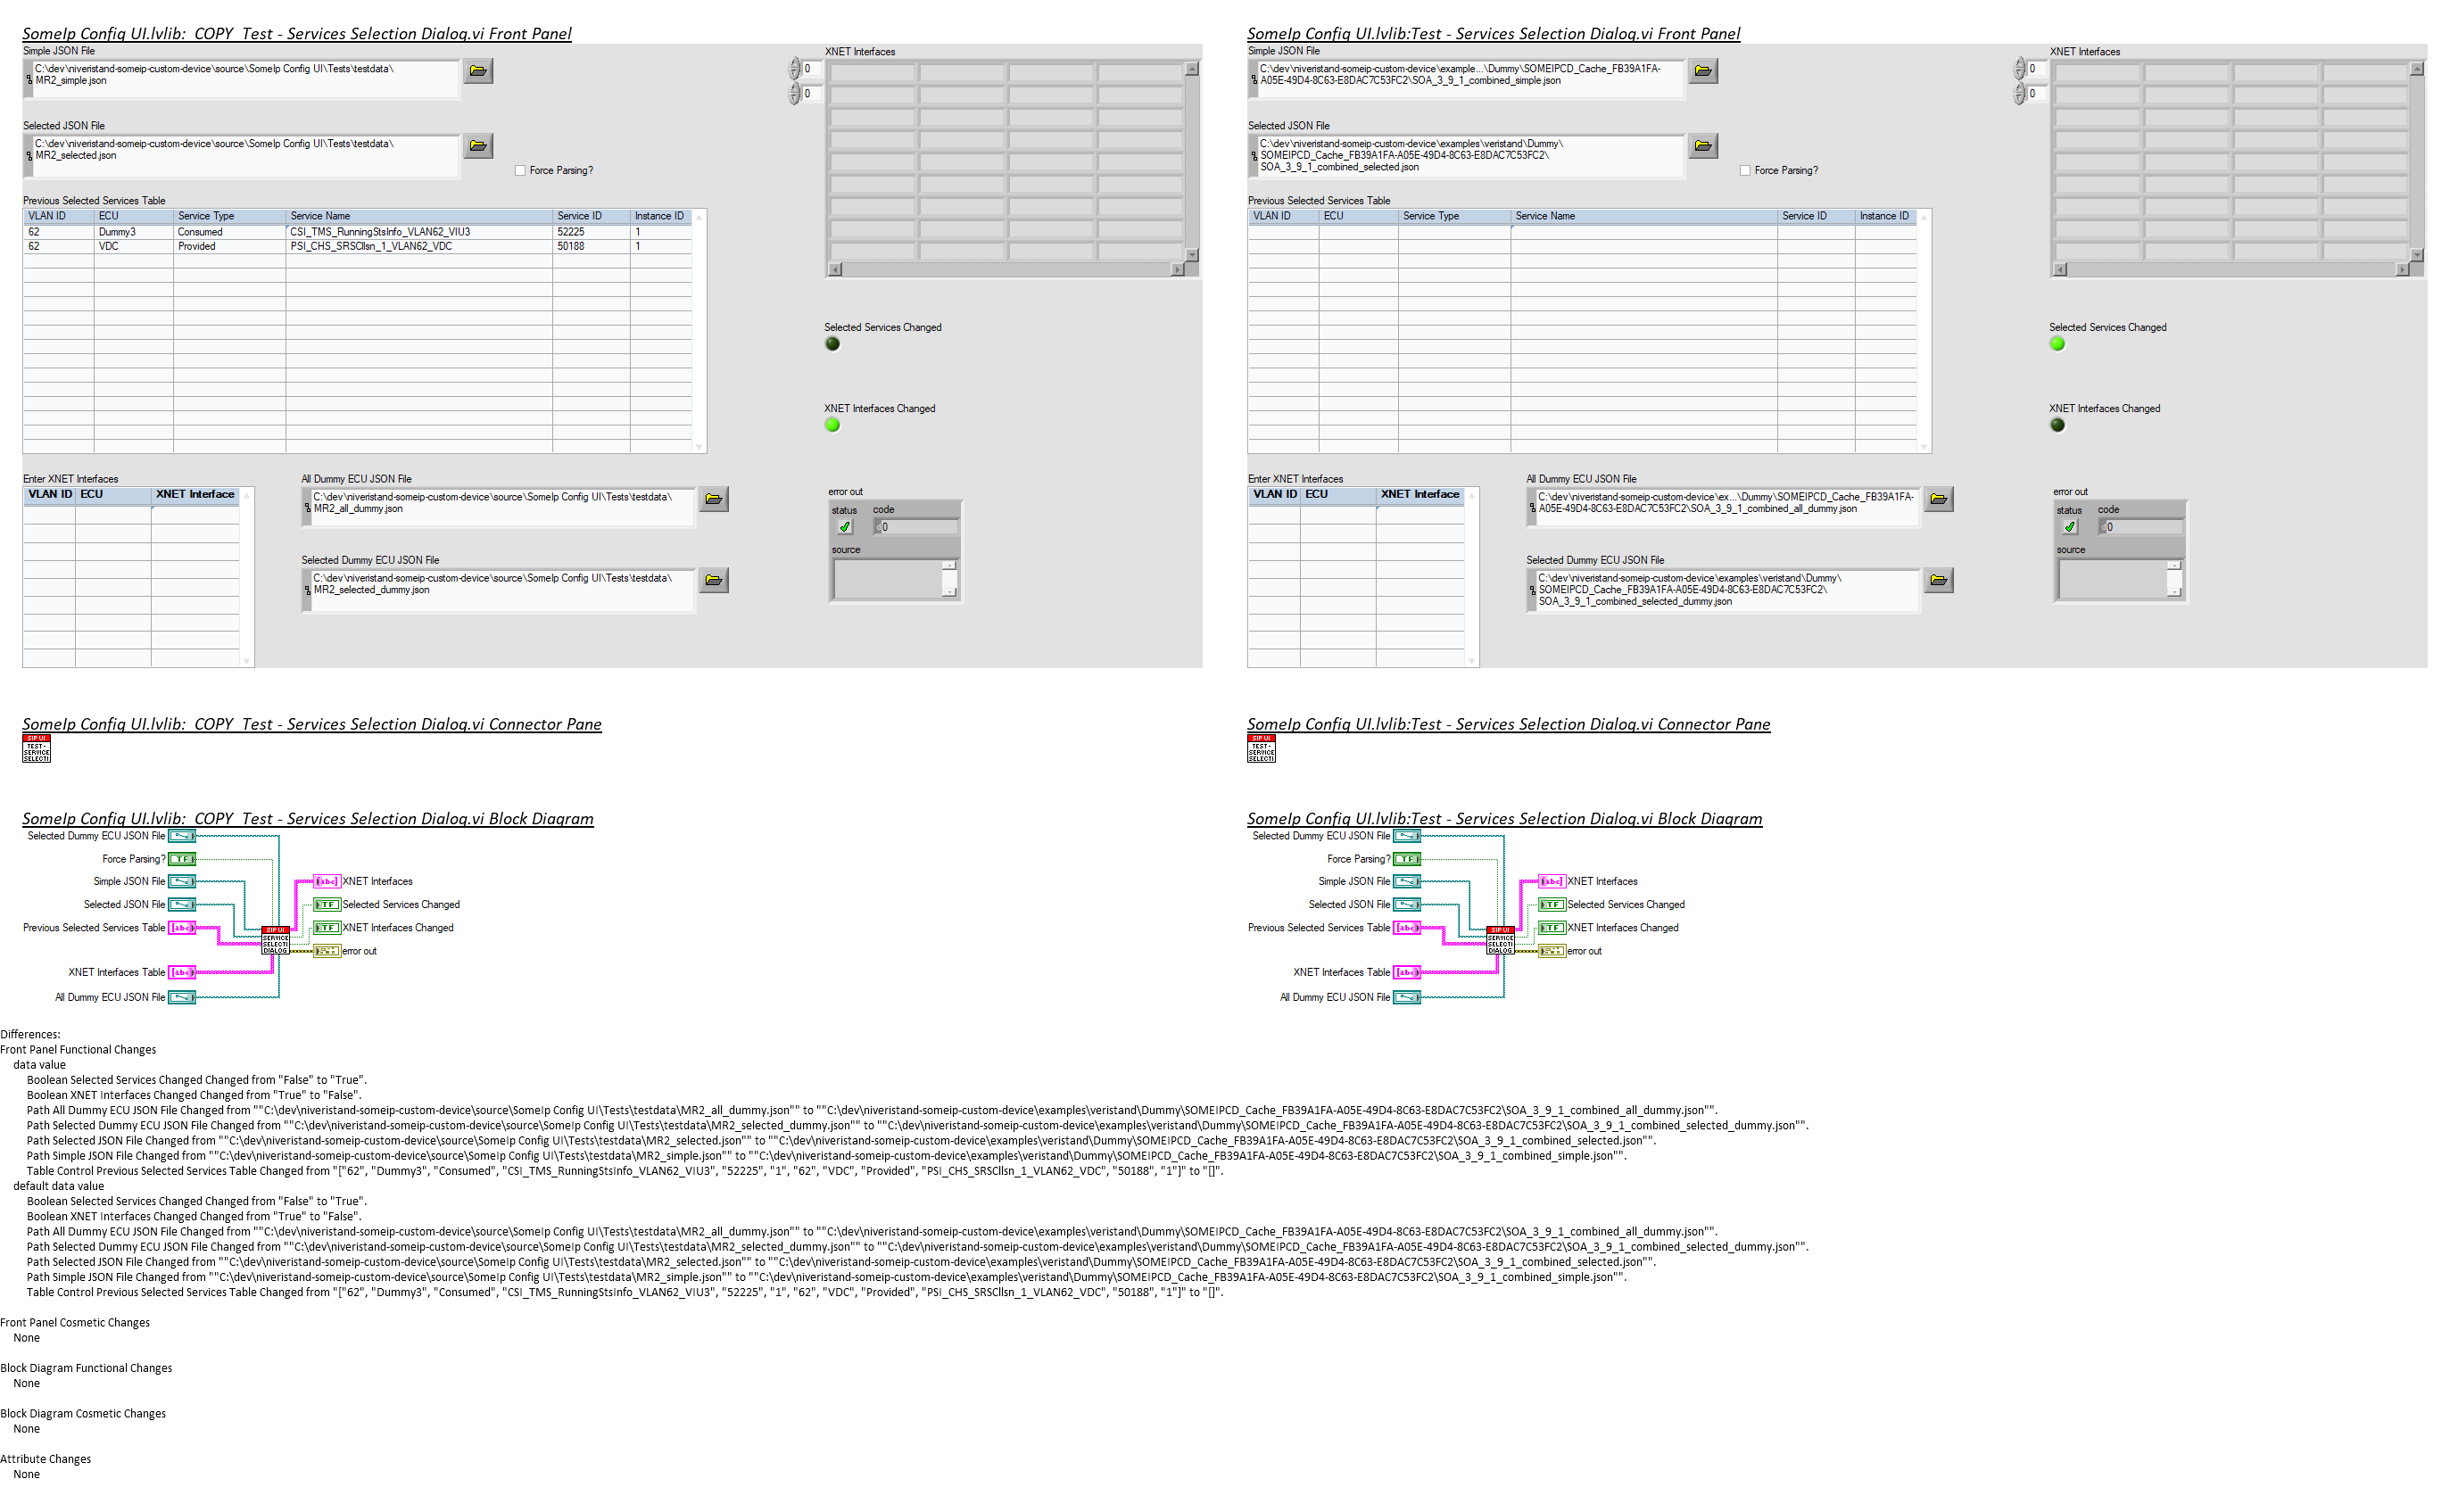 SomeIp Config UI.lvlib:_COPY_Test - Services Selection Dialog.vi Front Panel
Simple JSON File
C:\dev\niveristand-someip-custom-device\source\SomeIp Config UI\Tests\testdata\
MR2_simple.json
Selected JSON File
C:\dev\niveristand-someip-custom-device\source\SomeIp Config UI\Tests\testdata\
MR2_selected.json
Force Parsing?
XNET Interfaces
0
0
Previous Selected Services Table
VLAN ID ECU Service Type Service Name Service ID Instance ID
62 Dummy3 Consumed CSI_TMS_RunningStsInfo_VLAN62_VIU3 52225 1
62 VDC Provided PSI_CHS_SRSCllsn_1_VLAN62_VDC 50188 1
Selected Services Changed
XNET Interfaces Changed
Enter XNET Interfaces
VLAN ID ECU XNET Interface
All Dummy ECU JSON File
C:\dev\niveristand-someip-custom-device\source\SomeIp Config UI\Tests\testdata\
MR2_all_dummy.json
Selected Dummy ECU JSON File
C:\dev\niveristand-someip-custom-device\source\SomeIp Config UI\Tests\testdata\
MR2_selected_dummy.json
error out
status code
d0
source
SomeIp Config UI.lvlib:Test - Services Selection Dialog.vi Front Panel
Simple JSON File
C:\dev\niveristand-someip-custom-device\example...\Dummy\SOMEIPCD_Cache_FB39A1FA-
A05E-49D4-8C63-E8DAC7C53FC2\SOA_3_9_1_combined_simple.json
Selected JSON File
C:\dev\niveristand-someip-custom-device\examples\veristand\Dummy\
SOMEIPCD_Cache_FB39A1FA-A05E-49D4-8C63-E8DAC7C53FC2\
SOA_3_9_1_combined_selected.json
Force Parsing?
XNET Interfaces
0
0
Previous Selected Services Table
VLAN ID ECU Service Type Service Name Service ID Instance ID
Selected Services Changed
XNET Interfaces Changed
Enter XNET Interfaces
VLAN ID ECU XNET Interface
All Dummy ECU JSON File
C:\dev\niveristand-someip-custom-device\ex...\Dummy\SOMEIPCD_Cache_FB39A1FA-
A05E-49D4-8C63-E8DAC7C53FC2\SOA_3_9_1_combined_all_dummy.json
Selected Dummy ECU JSON File
C:\dev\niveristand-someip-custom-device\examples\veristand\Dummy\
SOMEIPCD_Cache_FB39A1FA-A05E-49D4-8C63-E8DAC7C53FC2\
SOA_3_9_1_combined_selected_dummy.json
error out
status code
d0
source
SomeIp Config UI.lvlib:_COPY_Test - Services Selection Dialog.vi Connector Pane
SIP UI
TEST -
SERVICE
SELECTI
SomeIp Config UI.lvlib:Test - Services Selection Dialog.vi Connector Pane
SIP UI
TEST -
SERVICE
SELECTI
SomeIp Config UI.lvlib:_COPY_Test - Services Selection Dialog.vi Block Diagram
Selected Dummy ECU JSON File
Force Parsing? TF
Simple JSON File
Selected JSON File
Previous Selected Services Table [abc]
XNET Interfaces Table [abc]
All Dummy ECU JSON File
SIP UI
SERVICE
SELECTI
DIALOG
[abc] XNET Interfaces
TF Selected Services Changed
TF XNET Interfaces Changed
error out
SomeIp Config UI.lvlib:Test - Services Selection Dialog.vi Block Diagram
Selected Dummy ECU JSON File
Force Parsing? TF
Simple JSON File
Selected JSON File
Previous Selected Services Table [abc]
XNET Interfaces Table [abc]
All Dummy ECU JSON File
SIP UI
SERVICE
SELECTI
DIALOG
[abc] XNET Interfaces
TF Selected Services Changed
TF XNET Interfaces Changed
error out
Differences:
Front Panel Functional Changes
data value
Boolean Selected Services Changed Changed from "False" to "True".
Boolean XNET Interfaces Changed Changed from "True" to "False".
Path All Dummy ECU JSON File Changed from ""C:\dev\niveristand-someip-custom-device\source\SomeIp Config UI\Tests\testdata\MR2_all_dummy.json"" to ""C:\dev\niveristand-someip-custom-device\examples\veristand\Dummy\SOMEIPCD_Cache_FB39A1FA-A05E-49D4-8C63-E8DAC7C53FC2\SOA_3_9_1_combined_all_dummy.json"".
Path Selected Dummy ECU JSON File Changed from ""C:\dev\niveristand-someip-custom-device\source\SomeIp Config UI\Tests\testdata\MR2_selected_dummy.json"" to ""C:\dev\niveristand-someip-custom-device\examples\veristand\Dummy\SOMEIPCD_Cache_FB39A1FA-A05E-49D4-8C63-E8DAC7C53FC2\SOA_3_9_1_combined_selected_dummy.json"".
Path Selected JSON File Changed from ""C:\dev\niveristand-someip-custom-device\source\SomeIp Config UI\Tests\testdata\MR2_selected.json"" to ""C:\dev\niveristand-someip-custom-device\examples\veristand\Dummy\SOMEIPCD_Cache_FB39A1FA-A05E-49D4-8C63-E8DAC7C53FC2\SOA_3_9_1_combined_selected.json"".
Path Simple JSON File Changed from ""C:\dev\niveristand-someip-custom-device\source\SomeIp Config UI\Tests\testdata\MR2_simple.json"" to ""C:\dev\niveristand-someip-custom-device\examples\veristand\Dummy\SOMEIPCD_Cache_FB39A1FA-A05E-49D4-8C63-E8DAC7C53FC2\SOA_3_9_1_combined_simple.json"".
Table Control Previous Selected Services Table Changed from "["62", "Dummy3", "Consumed", "CSI_TMS_RunningStsInfo_VLAN62_VIU3", "52225", "1", "62", "VDC", "Provided", "PSI_CHS_SRSCllsn_1_VLAN62_VDC", "50188", "1"]" to "[]".
default data value
Boolean Selected Services Changed Changed from "False" to "True".
Boolean XNET Interfaces Changed Changed from "True" to "False".
Path All Dummy ECU JSON File Changed from ""C:\dev\niveristand-someip-custom-device\source\SomeIp Config UI\Tests\testdata\MR2_all_dummy.json"" to ""C:\dev\niveristand-someip-custom-device\examples\veristand\Dummy\SOMEIPCD_Cache_FB39A1FA-A05E-49D4-8C63-E8DAC7C53FC2\SOA_3_9_1_combined_all_dummy.json"".
Path Selected Dummy ECU JSON File Changed from ""C:\dev\niveristand-someip-custom-device\source\SomeIp Config UI\Tests\testdata\MR2_selected_dummy.json"" to ""C:\dev\niveristand-someip-custom-device\examples\veristand\Dummy\SOMEIPCD_Cache_FB39A1FA-A05E-49D4-8C63-E8DAC7C53FC2\SOA_3_9_1_combined_selected_dummy.json"".
Path Selected JSON File Changed from ""C:\dev\niveristand-someip-custom-device\source\SomeIp Config UI\Tests\testdata\MR2_selected.json"" to ""C:\dev\niveristand-someip-custom-device\examples\veristand\Dummy\SOMEIPCD_Cache_FB39A1FA-A05E-49D4-8C63-E8DAC7C53FC2\SOA_3_9_1_combined_selected.json"".
Path Simple JSON File Changed from ""C:\dev\niveristand-someip-custom-device\source\SomeIp Config UI\Tests\testdata\MR2_simple.json"" to ""C:\dev\niveristand-someip-custom-device\examples\veristand\Dummy\SOMEIPCD_Cache_FB39A1FA-A05E-49D4-8C63-E8DAC7C53FC2\SOA_3_9_1_combined_simple.json"".
Table Control Previous Selected Services Table Changed from "["62", "Dummy3", "Consumed", "CSI_TMS_RunningStsInfo_VLAN62_VIU3", "52225", "1", "62", "VDC", "Provided", "PSI_CHS_SRSCllsn_1_VLAN62_VDC", "50188", "1"]" to "[]".
Front Panel Cosmetic Changes
None
Block Diagram Functional Changes
None
Block Diagram Cosmetic Changes
None
Attribute Changes
None